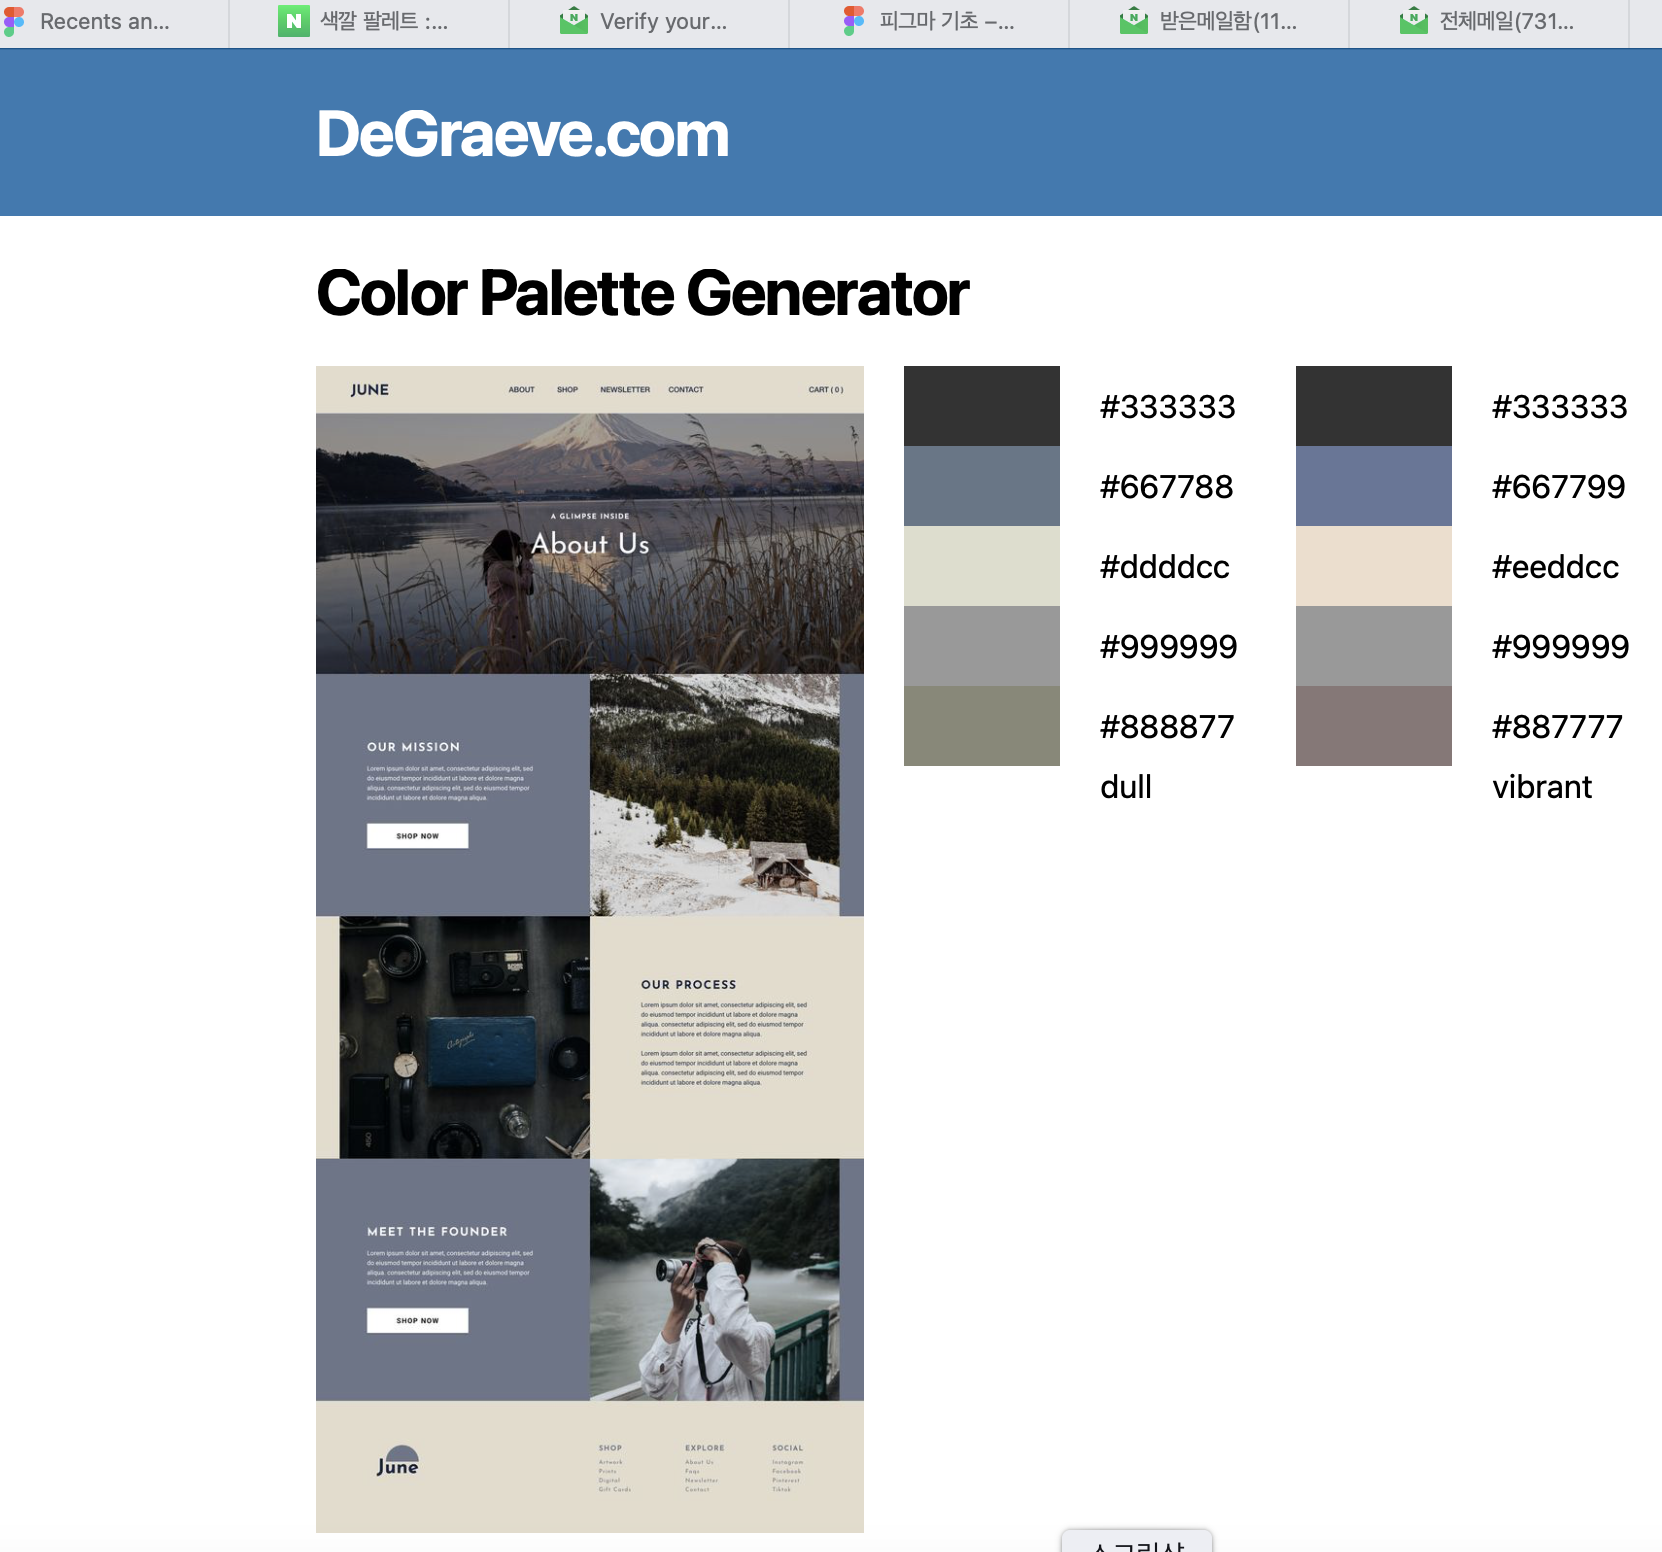 Recents an...
색깔 팔레트 :...
Verify your...
피그마 기초 –...
받은메일함(11...
전체메일(731...
DeGraeve.com
Color Palette Generator
JUNE
ABOUT SHOP NEWSLETTER CONTACT
CART ( 0 )
A GLIMPSE INSIDE
About Us
OUR MISSION
Lorem ipsum dolor sit amet, consectetur adipiscing elit, sed
do eiusmod tempor incididunt ut labore et dolore magna
aliqua. consectetur adipiscing elit, sed do eiusmod tempor
incididunt ut labore et dolore magna aliqua.
SHOP NOW
OUR PROCESS
Lorem ipsum dolor sit amet, consectetur adipiscing elit, sed
do eiusmod tempor incididunt ut labore et dolore magna
aliqua. consectetur adipiscing elit, sed do eiusmod tempor
incididunt ut labore et dolore magna aliqua.
Lorem ipsum dolor sit amet, consectetur adipiscing elit, sed
do eiusmod tempor incididunt ut labore et dolore magna
aliqua. consectetur adipiscing elit, sed do eiusmod tempor
incididunt ut labore et dolore magna aliqua.
MEET THE FOUNDER
Lorem ipsum dolor sit amet, consectetur adipiscing elit, sed
do eiusmod tempor incididunt ut labore et dolore magna
aliqua. consectetur adipiscing elit, sed do eiusmod tempor
incididunt ut labore et dolore magna aliqua.
SHOP NOW
June
SHOP
Artwork
Prints
Digital
Gift Cards
EXPLORE
About Us
Faqs
Newsletter
Contact
SOCIAL
Instagram
Facebook
Pinterest
Tiktok
#333333
#667788
#ddddcc
#999999
#888877
dull
#333333
#667799
#eeddcc
#999999
#887777
vibrant